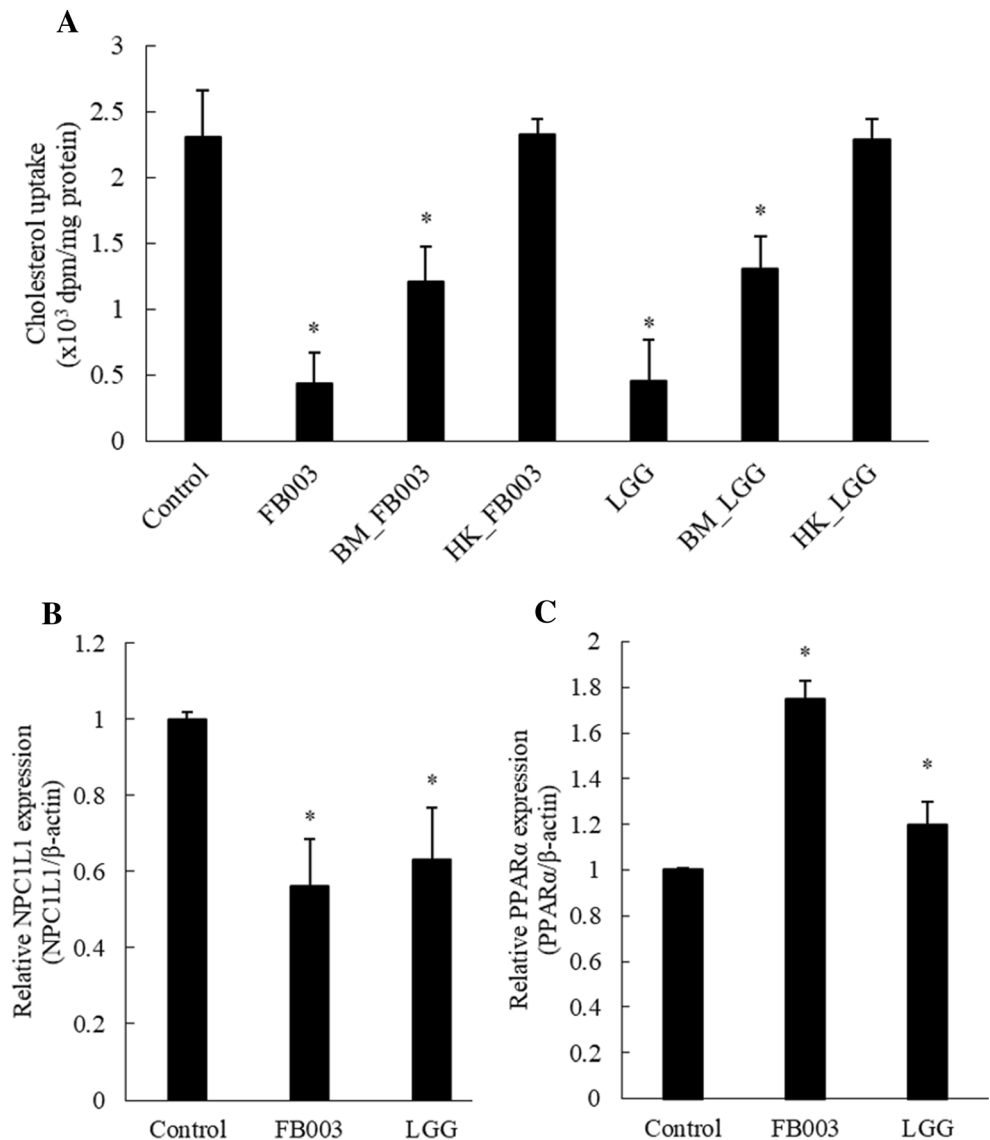 A
Cholesterol uptake
(x10³ dpm/mg protein)
3
2.5
2
1.5
1
0.5
0
*
*
*
*
Control
FB003
BM_FB003
HK_FB003
LGG
BM_LGG
HK_LGG
B
Relative NPC1L1 expression
(NPC1L1/β-actin)
1.2
1
0.8
0.6
0.4
0.2
0
*
*
Control
FB003
LGG
C
Relative PPARα expression
(PPARα/β-actin)
2
1.8
1.6
1.4
1.2
1
0.8
0.6
0.4
0.2
0
*
*
Control
FB003
LGG